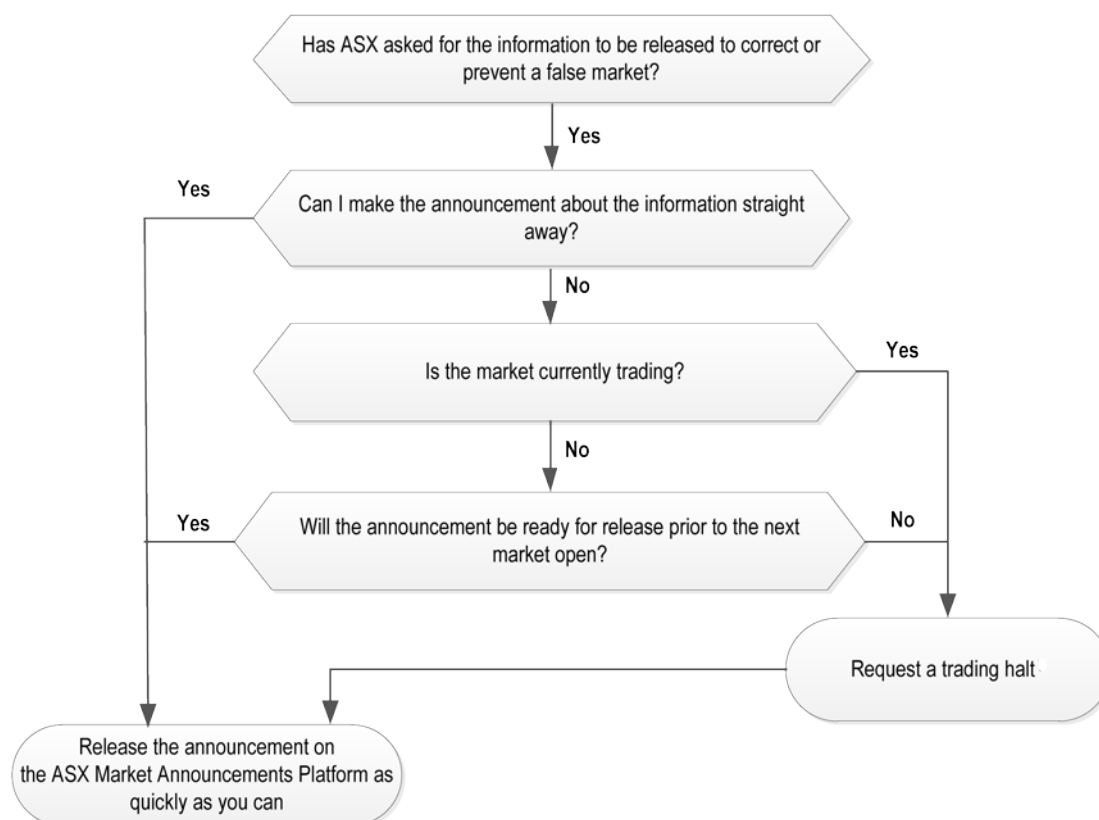 Has ASX asked for the information to be released to correct or
prevent a false market?
Yes
Yes
Can I make the announcement about the information straight
away?
No
Is the market currently trading?
Yes
No
Yes
Will the announcement be ready for release prior to the next
market open?
No
Request a trading halt
Release the announcement on
the ASX Market Announcements Platform as
quickly as you can